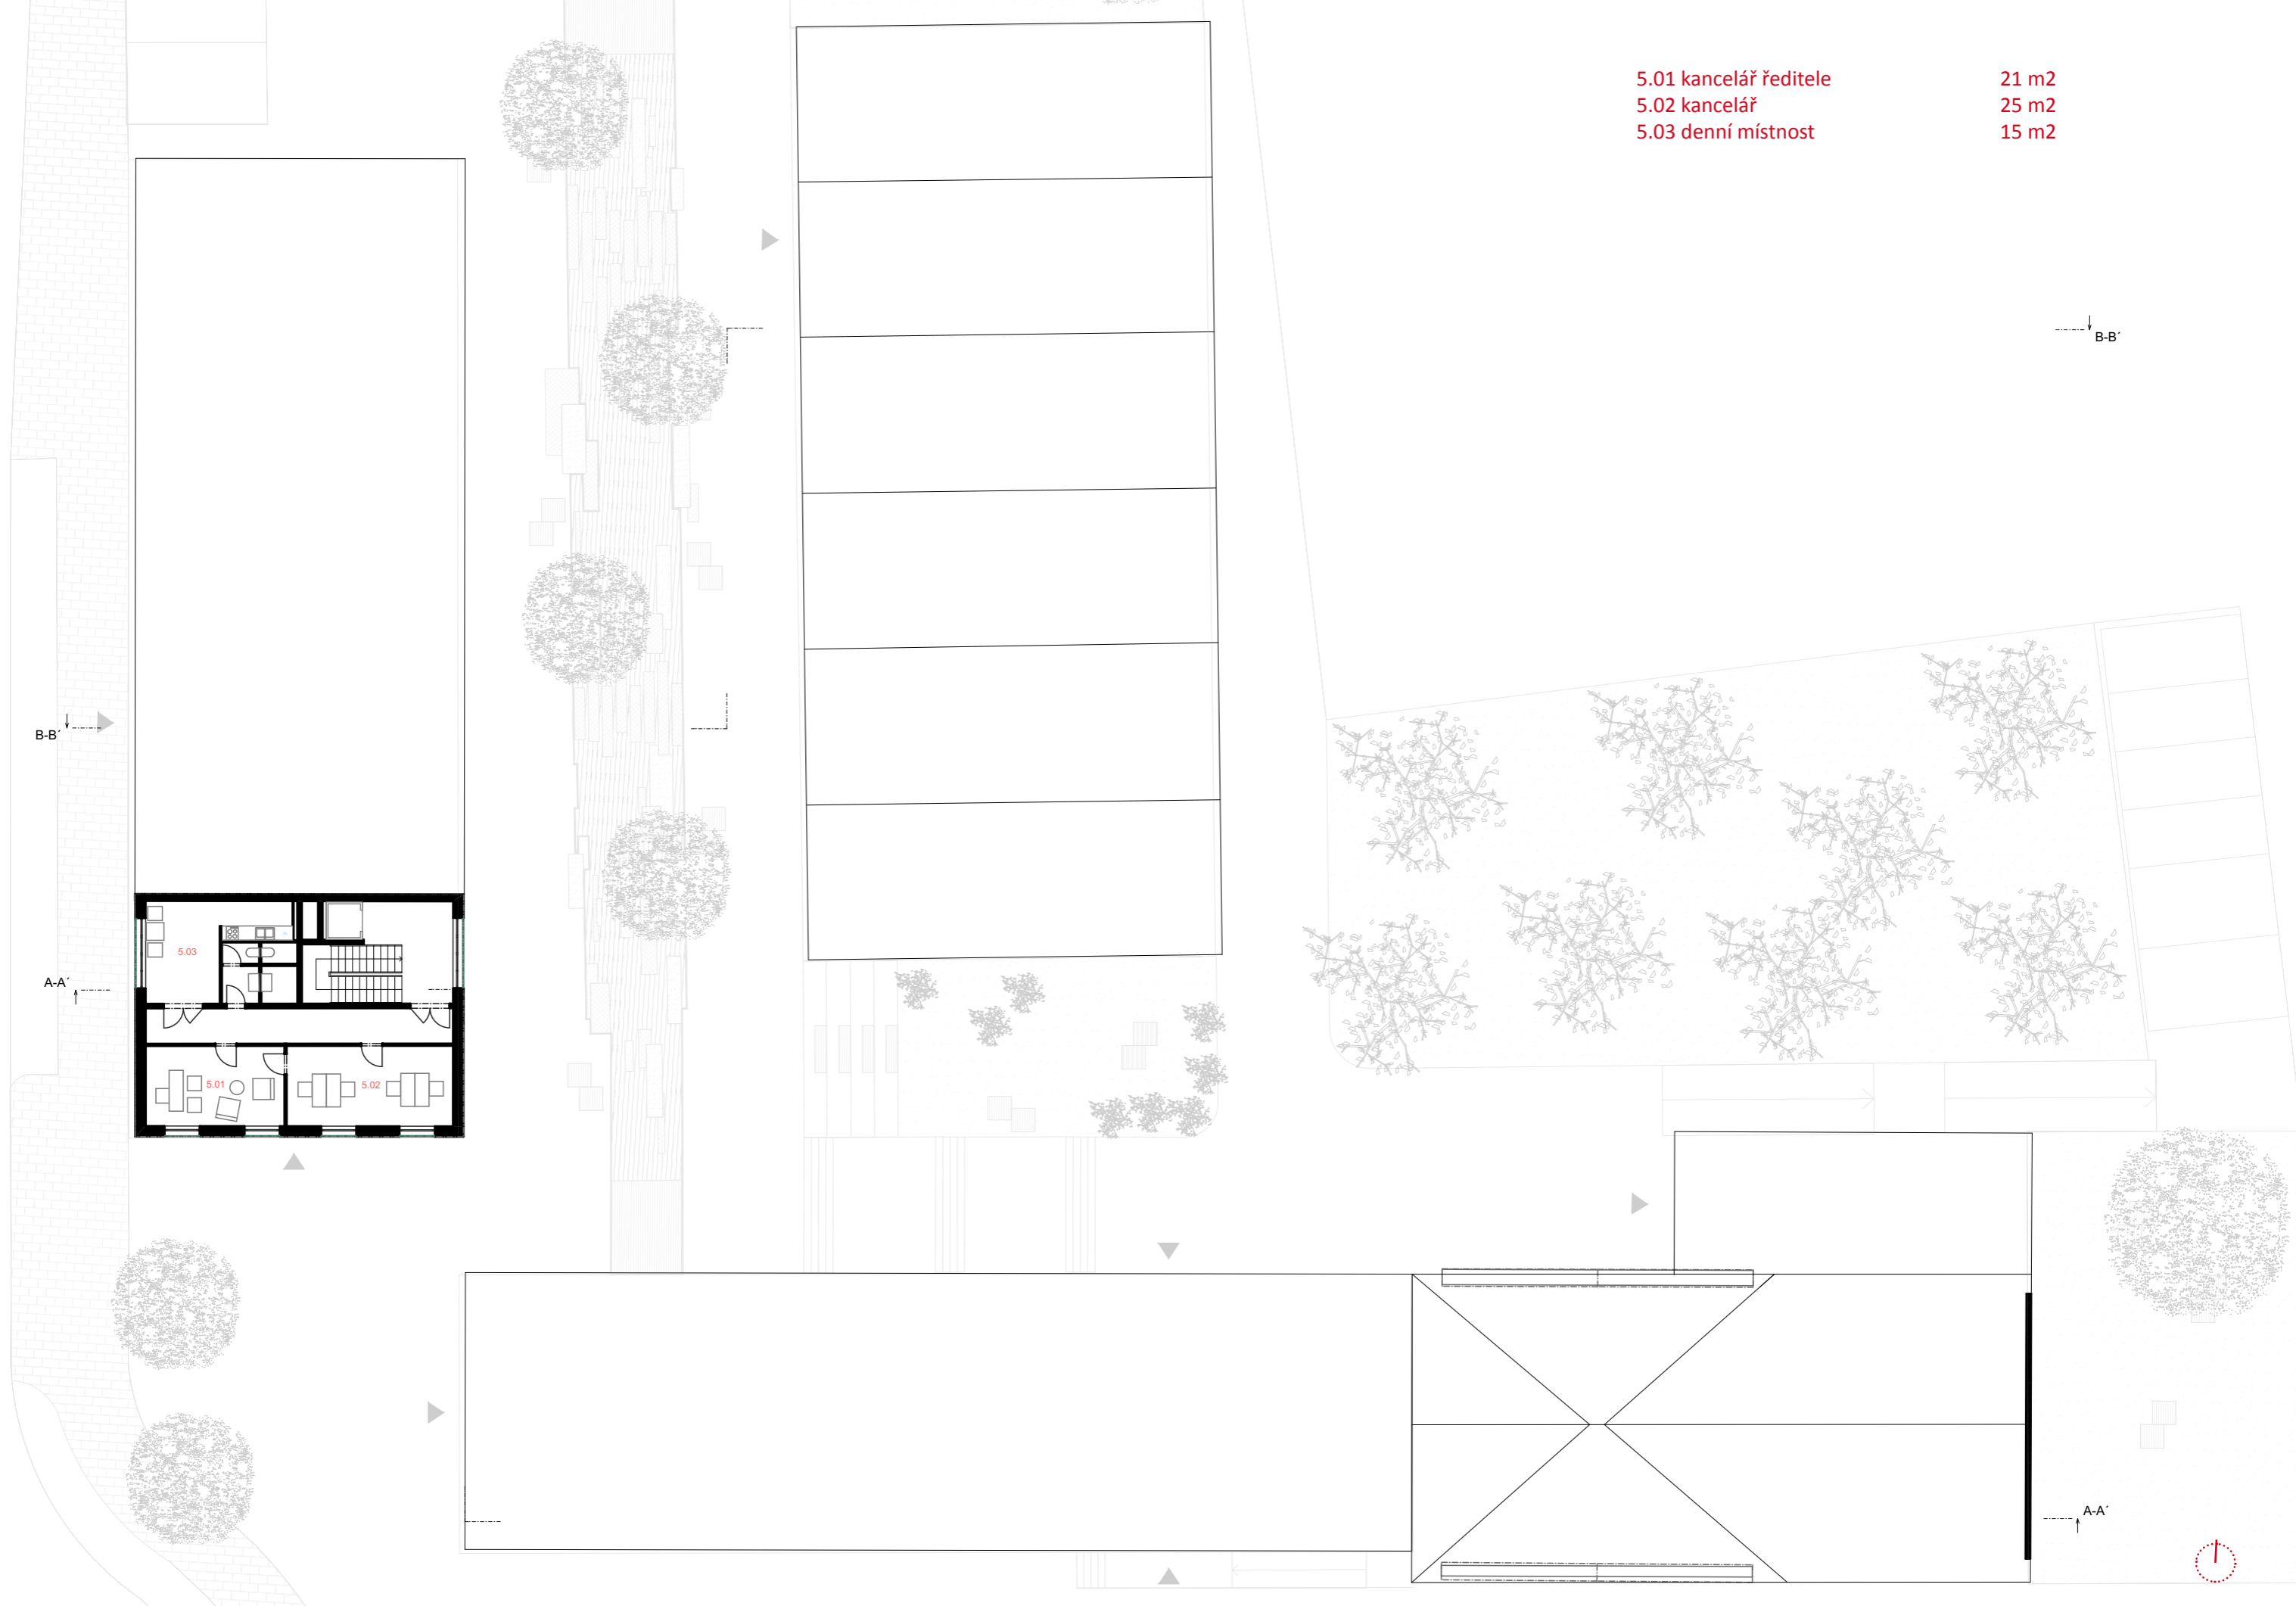 5.01 kancelář ředitele 21 m2
5.02 kancelář 25 m2
5.03 denní místnost 15 m2
B-B´
B-B´
5.03
A-A´
5.01
5.02
A-A´